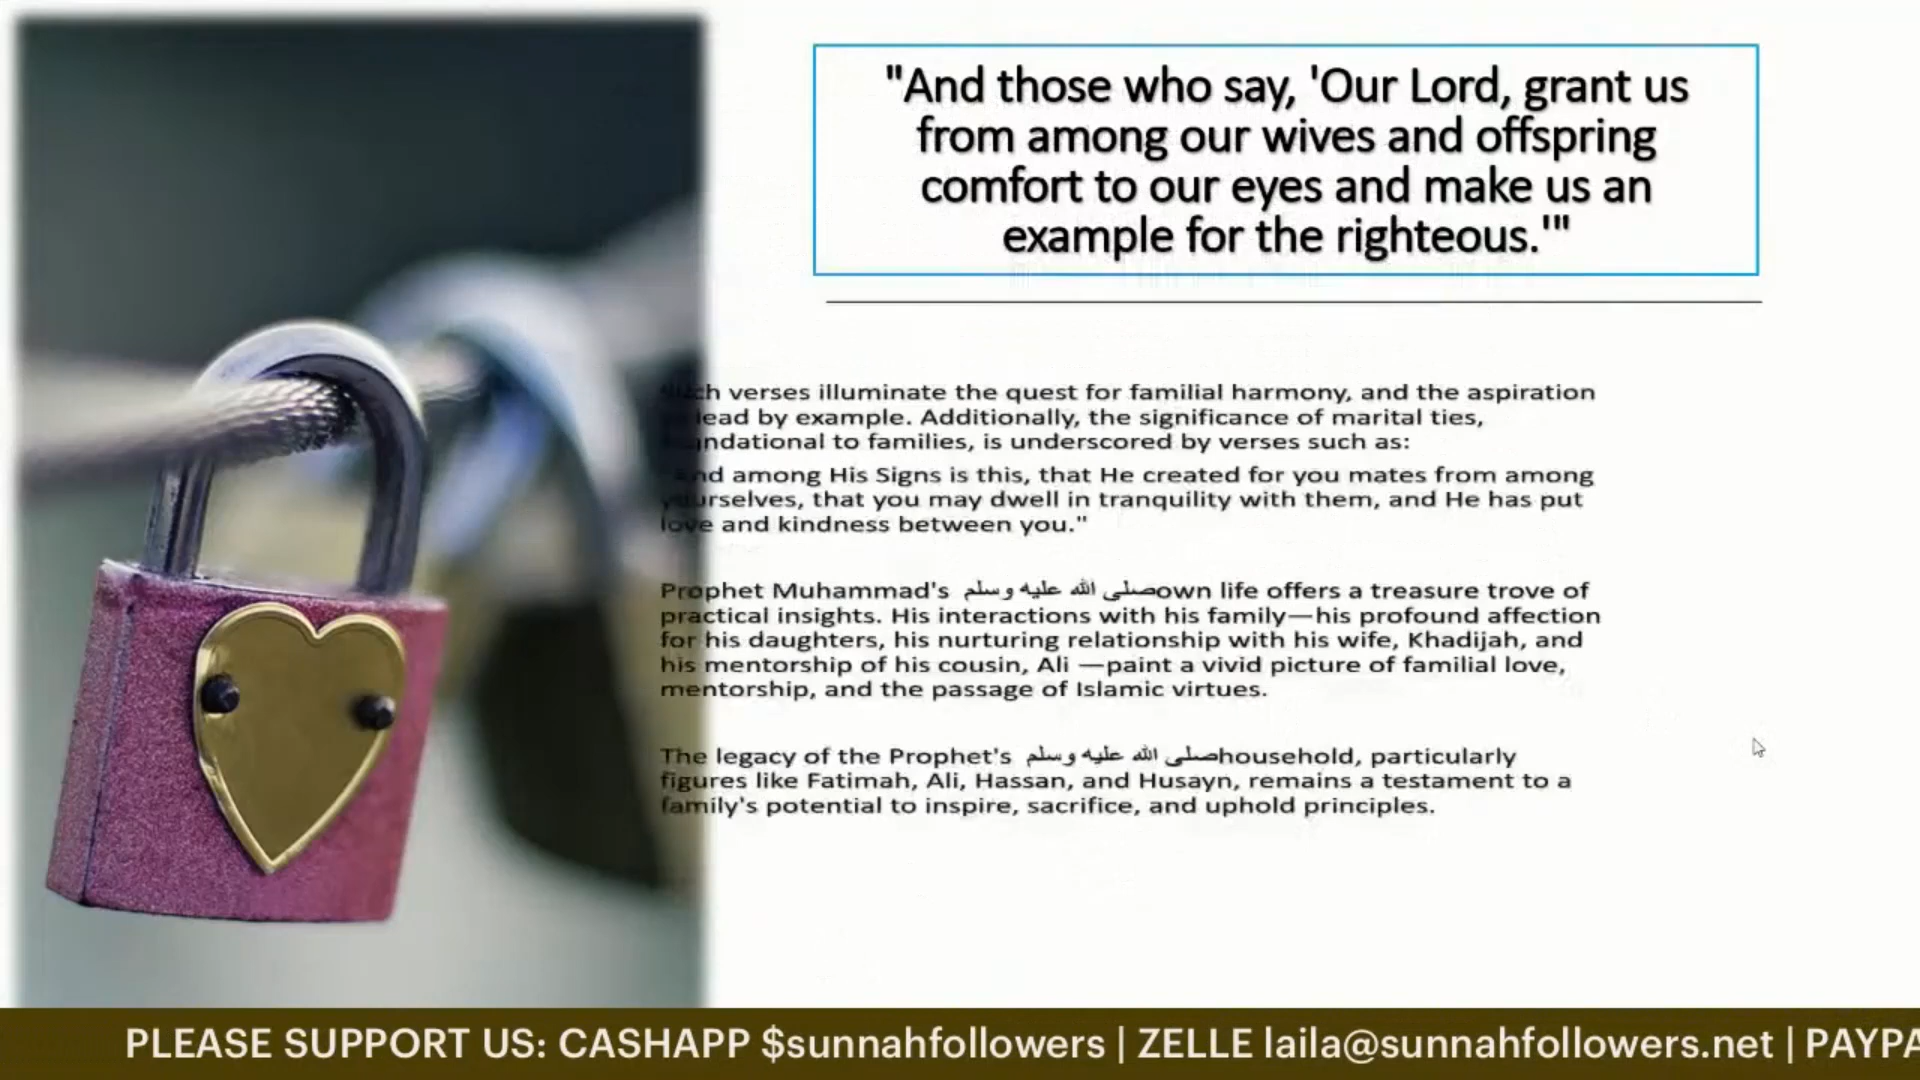 "And those who say, 'Our Lord, grant us
from among our wives and offspring
comfort to our eyes and make us an
example for the righteous.'"
Such verses illuminate the quest for familial harmony, and the aspiration
to lead by example. Additionally, the significance of marital ties,
foundational to families, is underscored by verses such as:
"And among His Signs is this, that He created for you mates from among
yourselves, that you may dwell in tranquility with them, and He has put
love and kindness between you."
Prophet Muhammad's صلى الله عليه وسلم own life offers a treasure trove of
practical insights. His interactions with his family—his profound affection
for his daughters, his nurturing relationship with his wife, Khadijah, and
his mentorship of his cousin, Ali —paint a vivid picture of familial love,
mentorship, and the passage of Islamic virtues.
The legacy of the Prophet's صلى الله عليه وسلم household, particularly
figures like Fatimah, Ali, Hassan, and Husayn, remains a testament to a
family's potential to inspire, sacrifice, and uphold principles.
PLEASE SUPPORT US: CASHAPP $sunnahfollowers | ZELLE laila@sunnahfollowers.net | PAYPA